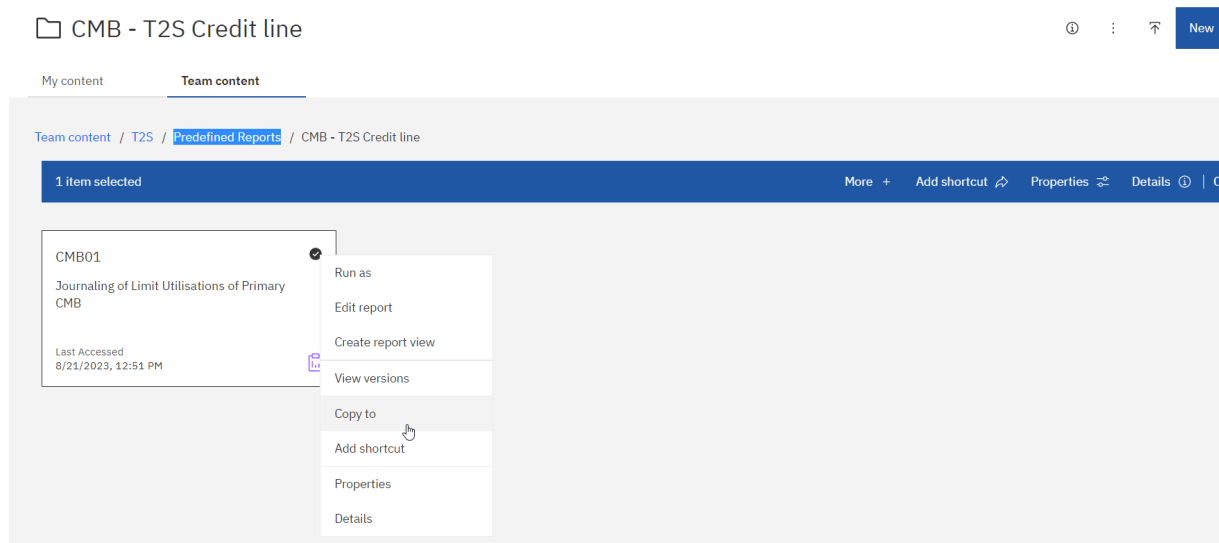 CMB - T2S Credit line
New
My content
Team content
Team content / T2S / Predefined Reports / CMB - T2S Credit line
1 item selected
More +
Add shortcut
Properties
Details
CMB01
Journaling of Limit Utilisations of Primary
CMB
Last Accessed
8/21/2023, 12:51 PM
Run as
Edit report
Create report view
View versions
Copy to
Add shortcut
Properties
Details